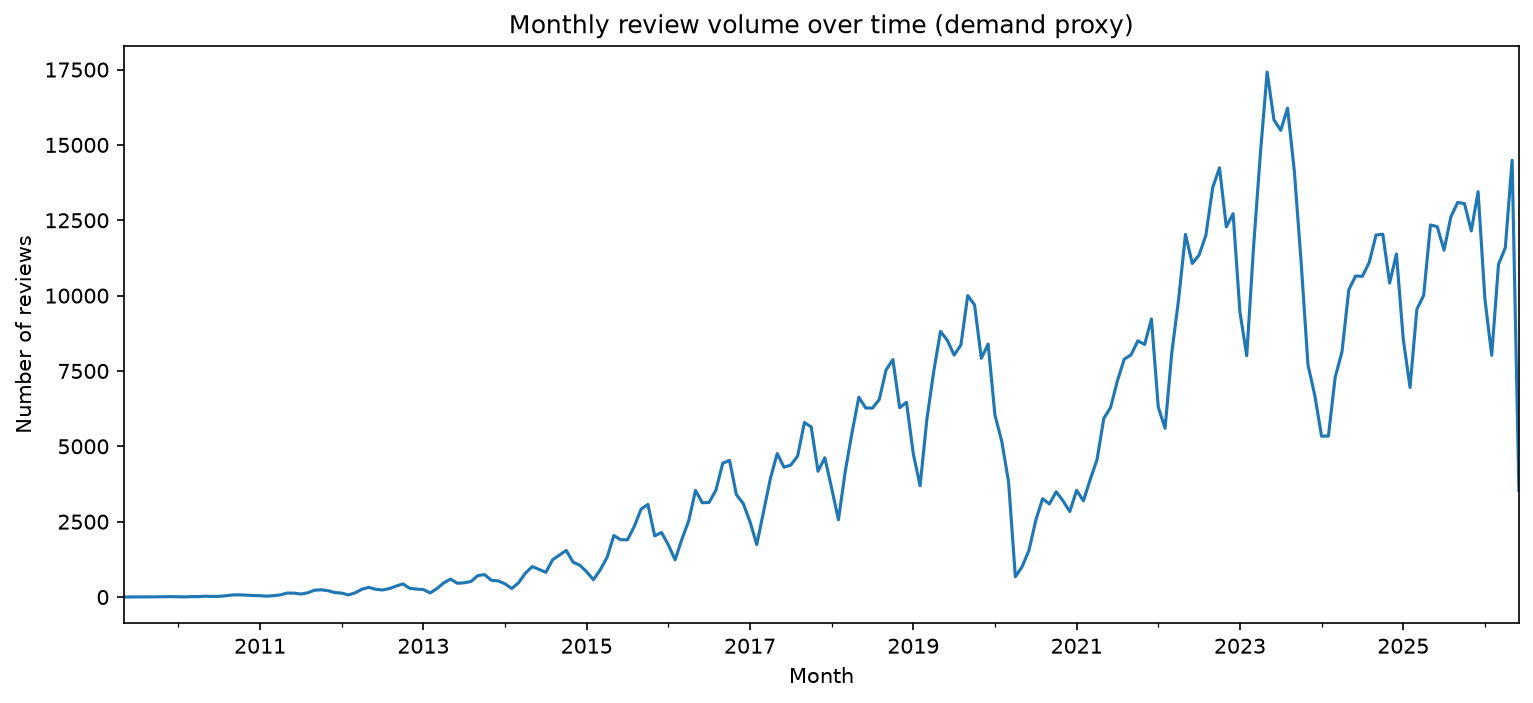 Monthly review volume over time (demand proxy)
17500
15000
12500
10000
7500
5000
2500
0
Number of reviews
2011 2013 2015 2017 2019 2021 2023 2025
Month